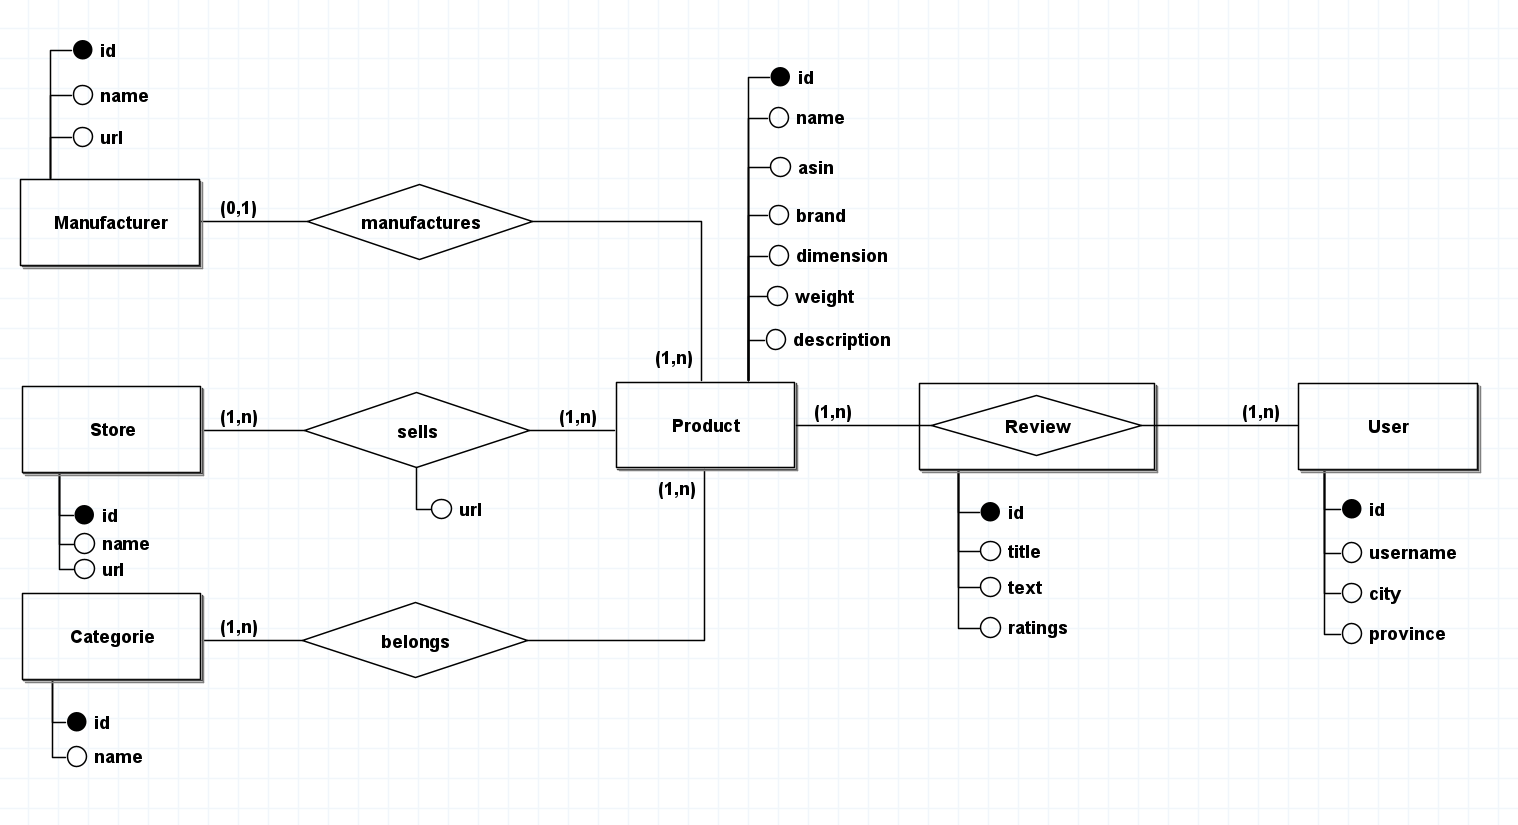 id
name
url
Manufacturer
(0,1)
manufactures
(1,n)
id
name
asin
brand
dimension
weight
description
Store
(1,n)
sells
(1,n)
url
id
name
url
Product
(1,n)
Review
(1,n)
User
id
title
text
ratings
id
username
city
province
Categorie
(1,n)
belongs
(1,n)
id
name